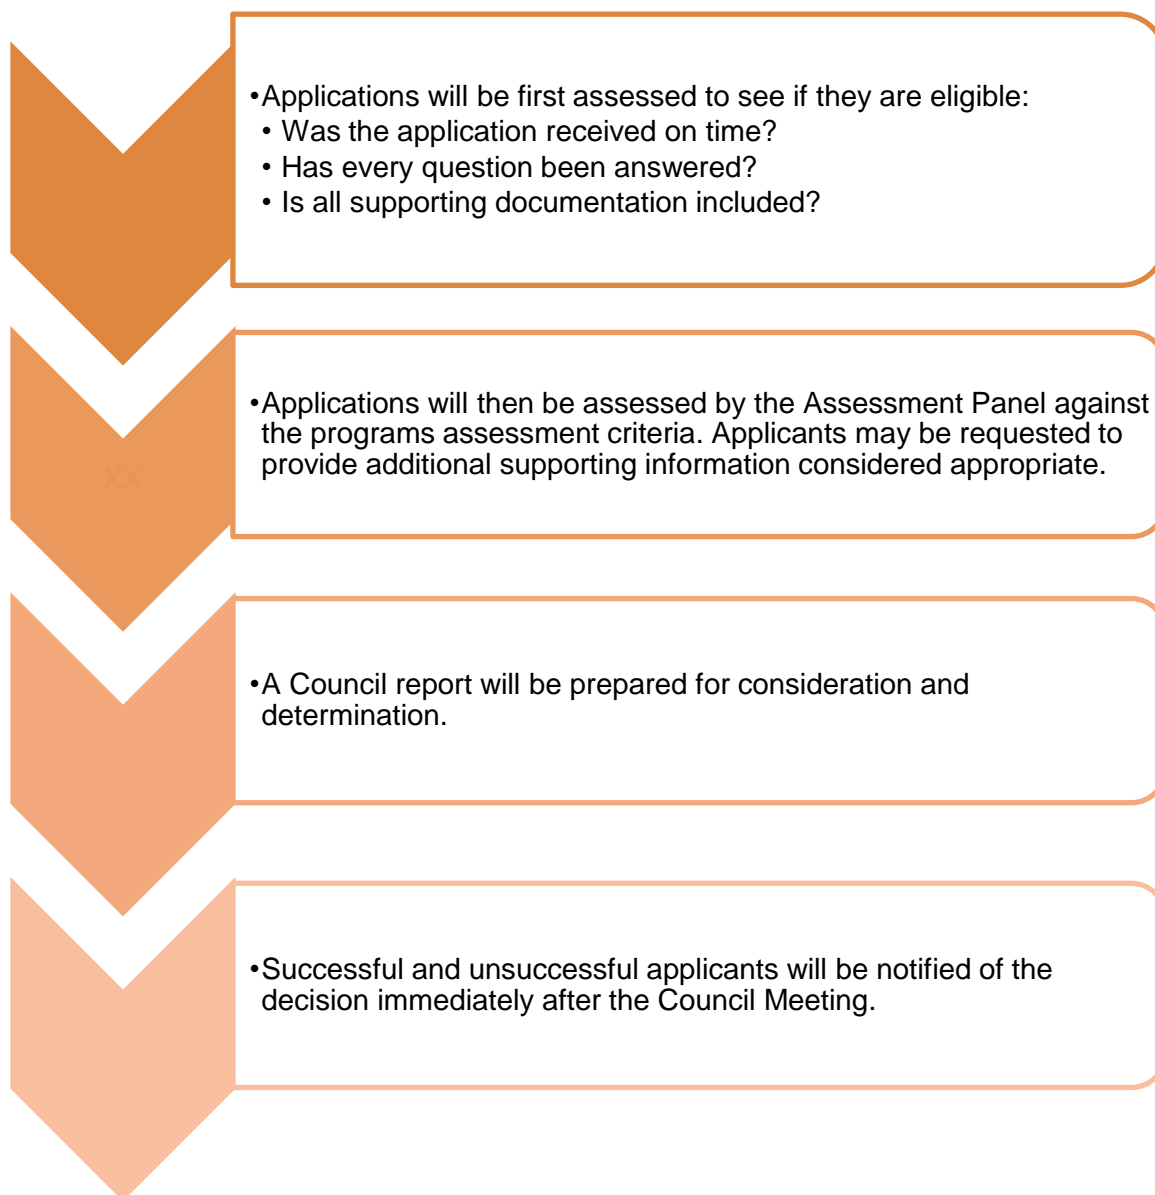 •Applications will be first assessed to see if they are eligible:
• Was the application received on time?
• Has every question been answered?
• Is all supporting documentation included?
•Applications will then be assessed by the Assessment Panel against
the programs assessment criteria. Applicants may be requested to
provide additional supporting information considered appropriate.
XX
•A Council report will be prepared for consideration and
determination.
•Successful and unsuccessful applicants will be notified of the
decision immediately after the Council Meeting.